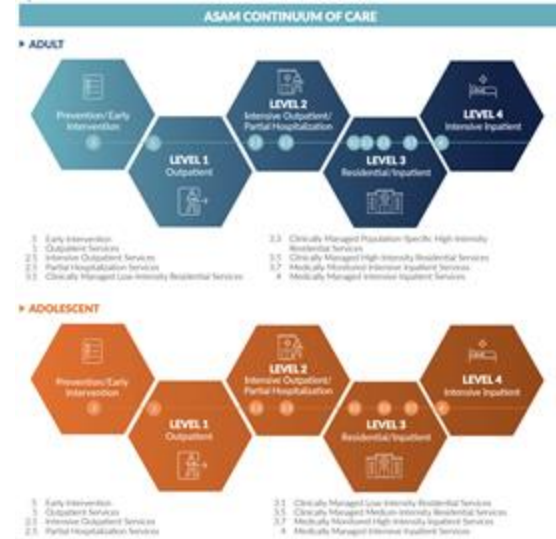 ASAM CONTINUUM OF CARE
▸ ADULT
Prevention/Early
Intervention
LEVEL 1
Outpatient
LEVEL 2
Intensive Outpatient/
Partial Hospitalization
LEVEL 3
Residential/Inpatient
LEVEL 4
Intensive Inpatient
Early Intervention
1 Outpatient Services
2.1 Intensive Outpatient Services
2.5 Partial Hospitalization Services
3.1 Clinically Managed Low-Intensity Residential Services
3.3 Clinically Managed Population-Specific High-Intensity
Residential Services
3.5 Clinically Managed High-Intensity Residential Services
3.7 Medically Monitored Intensive Inpatient Services
4 Medically Managed Intensive Inpatient Services
▸ ADOLESCENT
Prevention/Early
Intervention
LEVEL 1
Outpatient
LEVEL 2
Intensive Outpatient/
Partial Hospitalization
LEVEL 3
Residential/Inpatient
LEVEL 4
Intensive Inpatient
Early Intervention
1 Outpatient Services
2.1 Intensive Outpatient Services
2.5 Partial Hospitalization Services
3.1 Clinically Managed Low-Intensity Residential Services
3.5 Clinically Managed Medium-Intensity Residential Services
3.7 Medically Monitored High-Intensity Inpatient Services
4 Medically Managed Intensive Inpatient Services